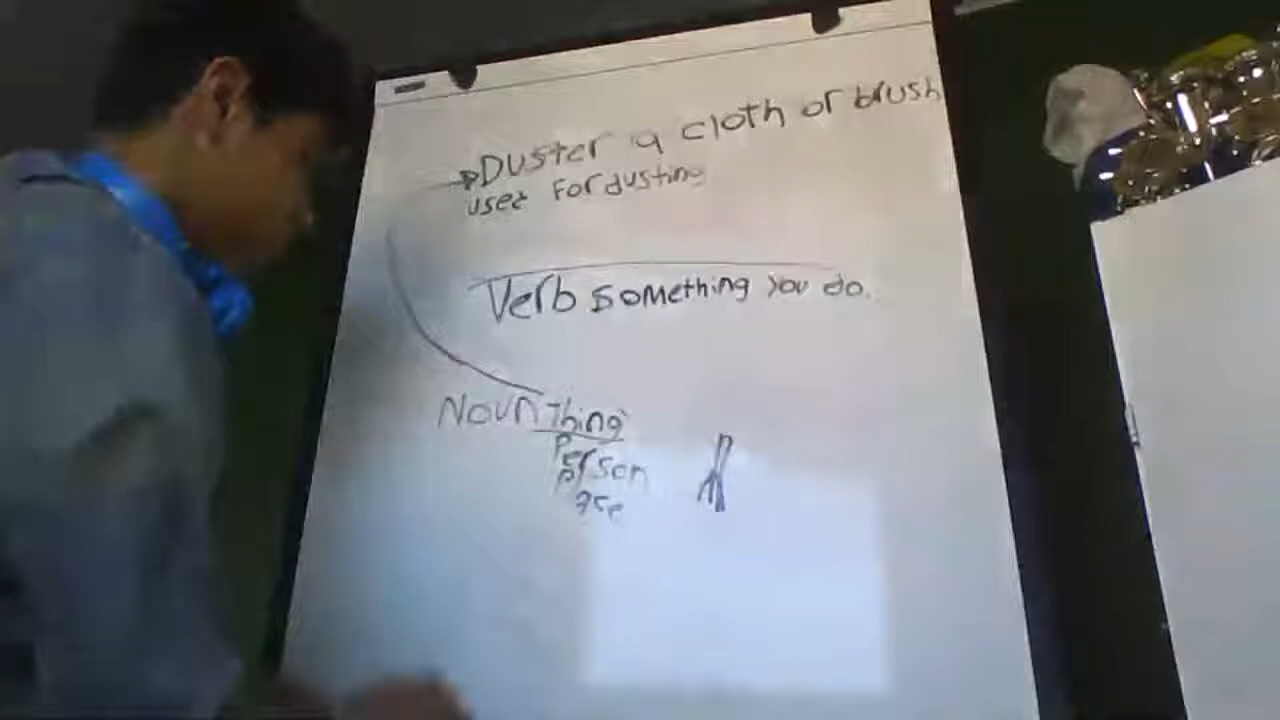 Duster a cloth or brush
used for dusting
Verb something you do.
Noun Thing
Person